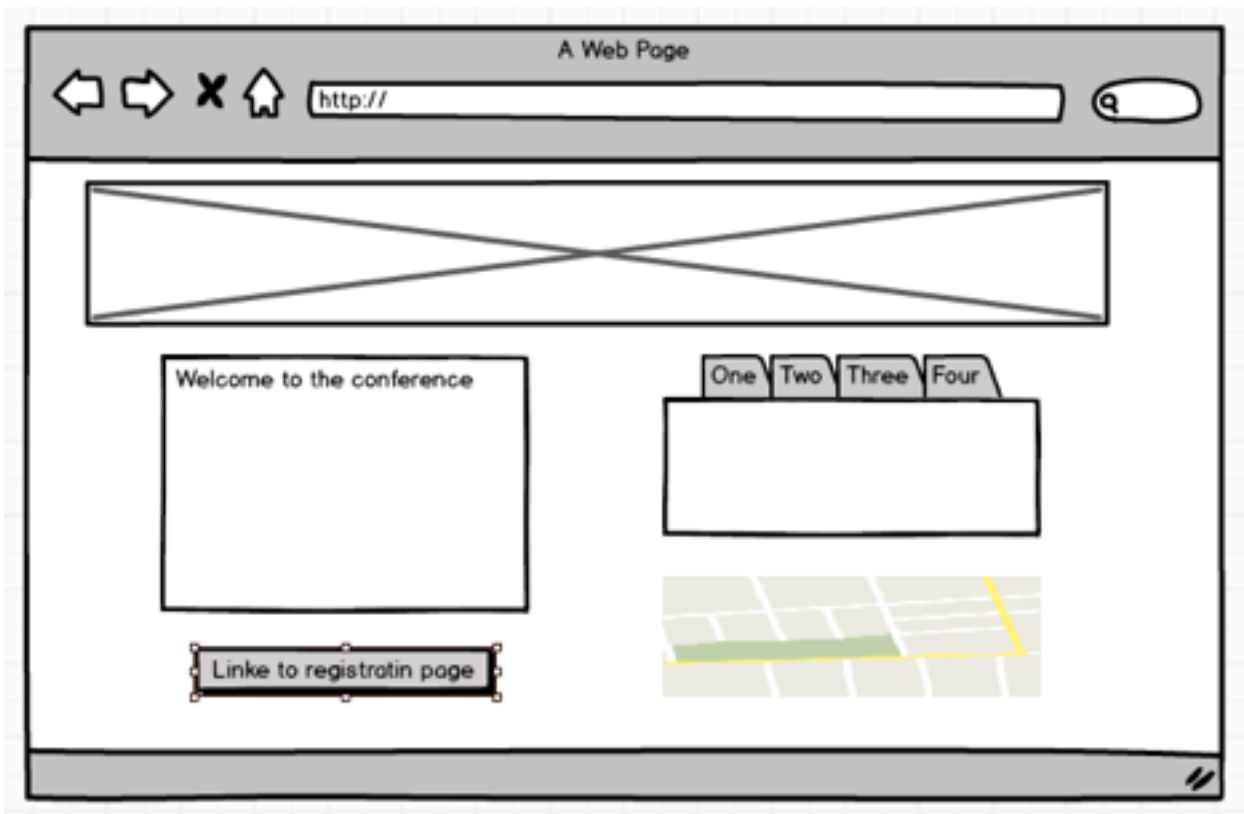 A Web Page
http://
Welcome to the conference
One Two Three Four
Linke to registratin page